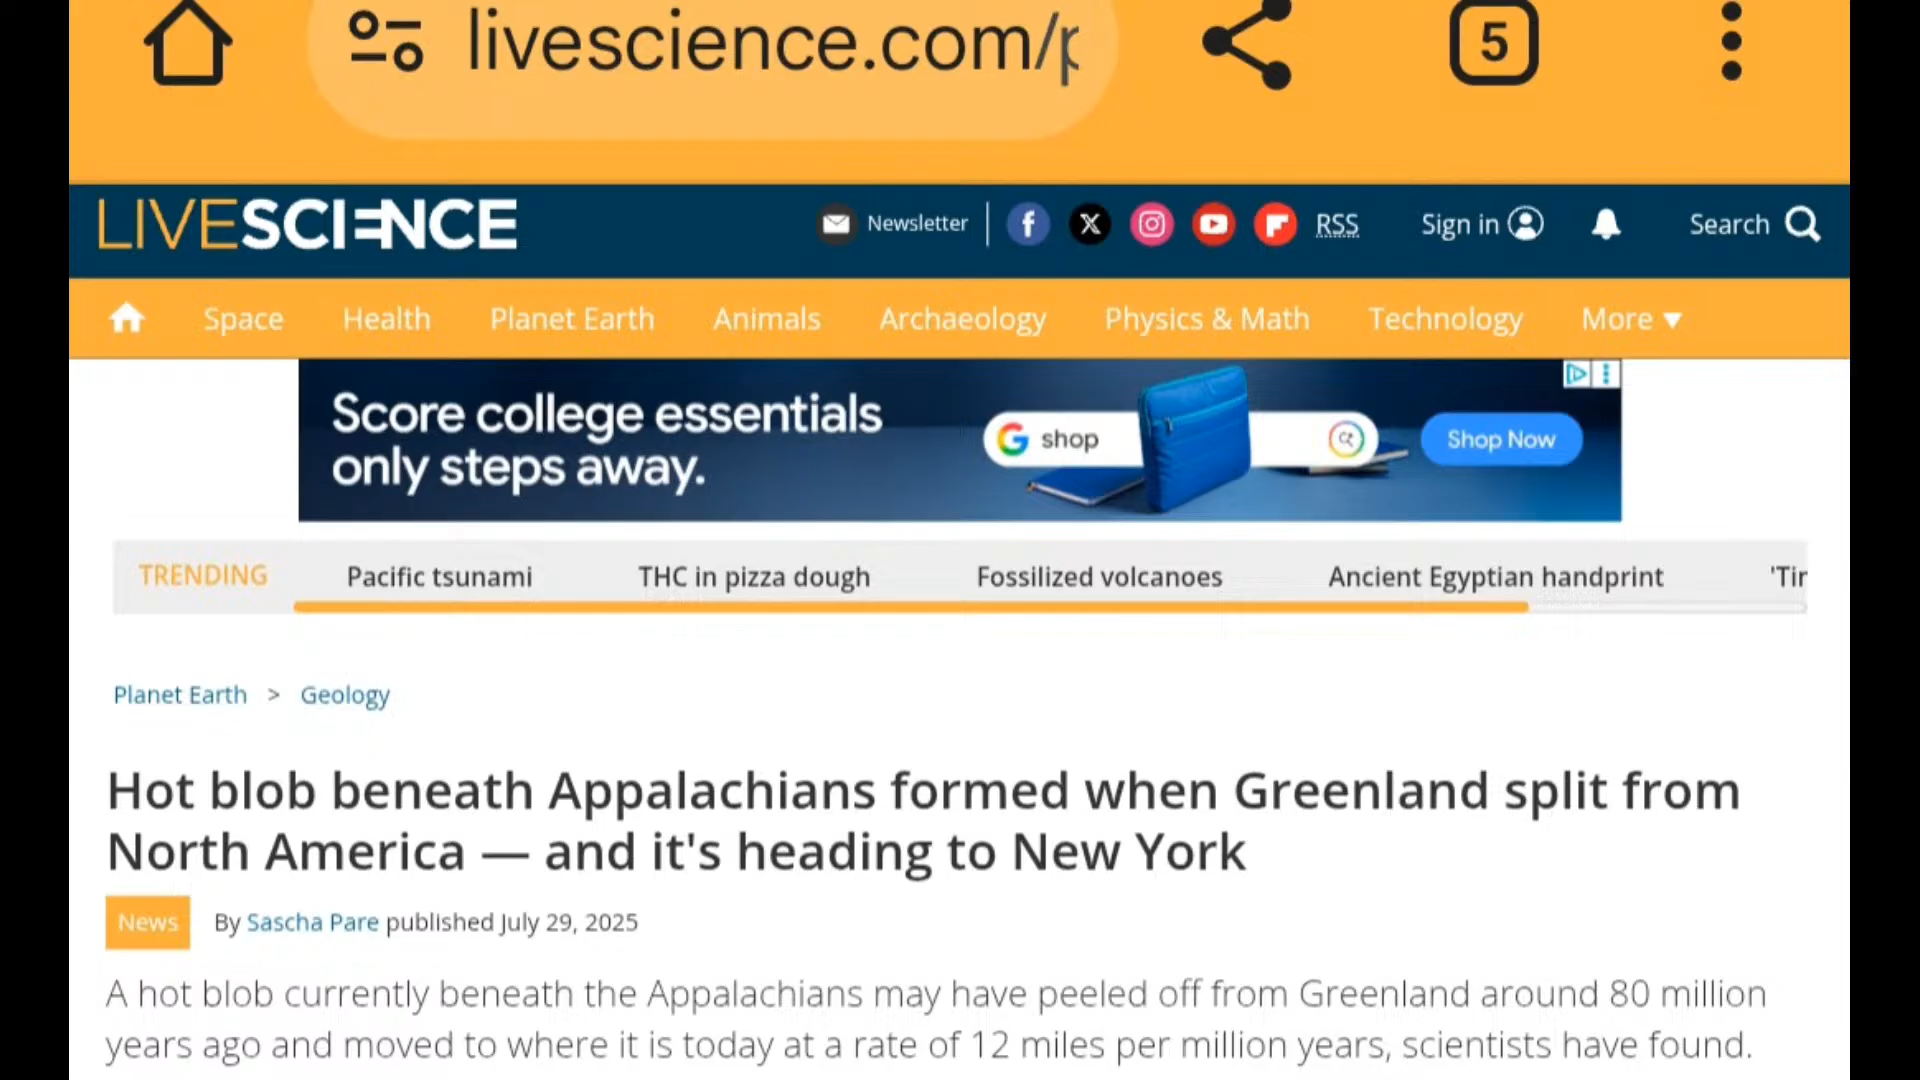 livescience.com/p
5
LIVESCIENCE
Newsletter
RSS
Sign in
Search
Space Health Planet Earth Animals Archaeology Physics & Math Technology More
Score college essentials
only steps away.
G shop
Shop Now
TRENDING Pacific tsunami THC in pizza dough Fossilized volcanoes Ancient Egyptian handprint 'Tir
Planet Earth > Geology
Hot blob beneath Appalachians formed when Greenland split from
North America — and it's heading to New York
News By Sascha Pare published July 29, 2025
A hot blob currently beneath the Appalachians may have peeled off from Greenland around 80 million
years ago and moved to where it is today at a rate of 12 miles per million years, scientists have found.